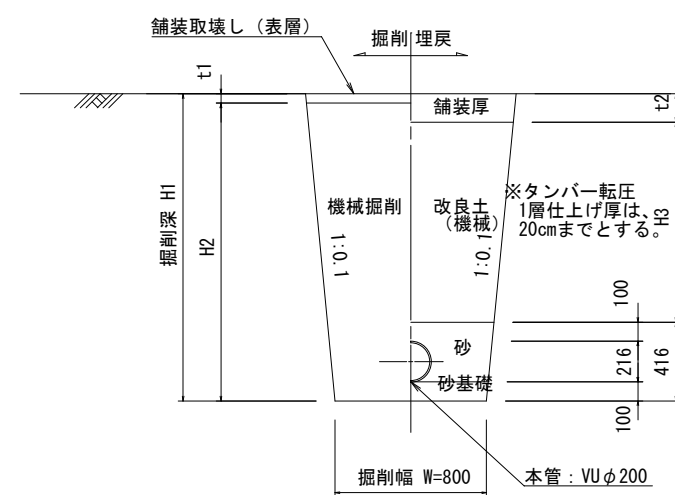 舗装取壊し（表層）
掘削 埋戻
t1
t2
舗装厚
掘削深 H1
H2
機械掘削
改良土
（機械）
※タンパー転圧
1層仕上げ厚は、
20cmまでとする。
H3
1:0.1
1:0.1
100
砂
216
416
砂基礎
100
掘削幅 W=800
本管：VUφ200